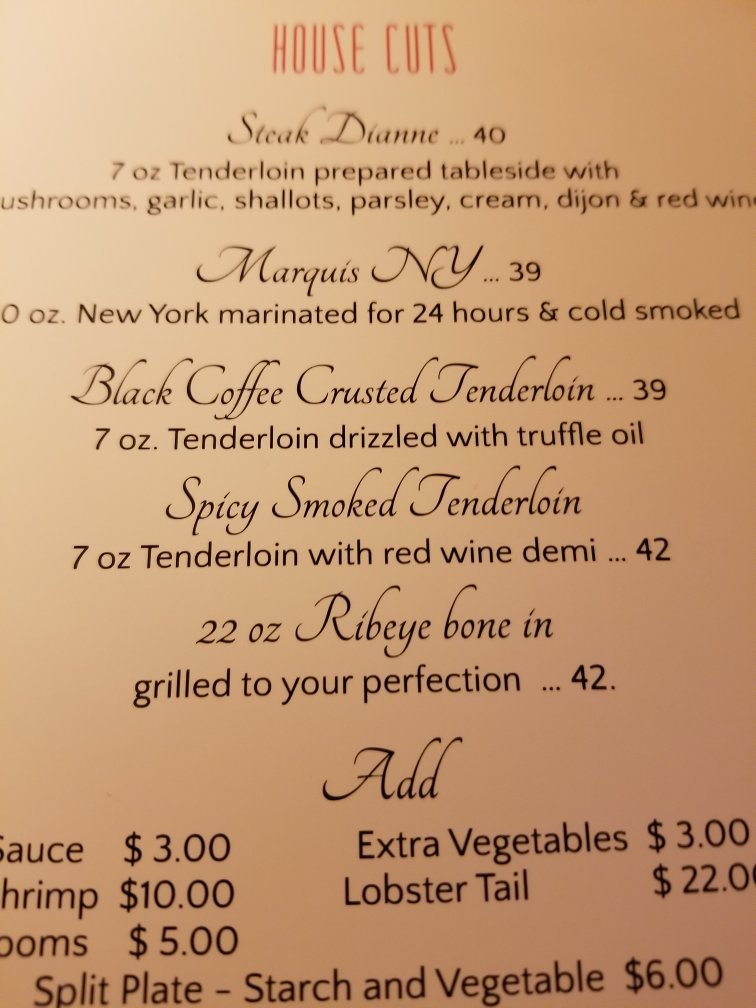 HOUSE CUTS
Steak Dianne ... 40
7 oz Tenderloin prepared tableside with
ushrooms, garlic, shallots, parsley, cream, dijon & red wine
Marquis NY ... 39
0 oz. New York marinated for 24 hours & cold smoked
Black Coffee Crusted Tenderloin ... 39
7 oz. Tenderloin drizzled with truffle oil
Spicy Smoked Tenderloin
7 oz Tenderloin with red wine demi ... 42
22 oz Ribeye bone in
grilled to your perfection ... 42.
Add
Sauce $ 3.00 Extra Vegetables $ 3.00
hrimp $10.00 Lobster Tail $ 22.00
ooms $ 5.00
Split Plate - Starch and Vegetable $6.00